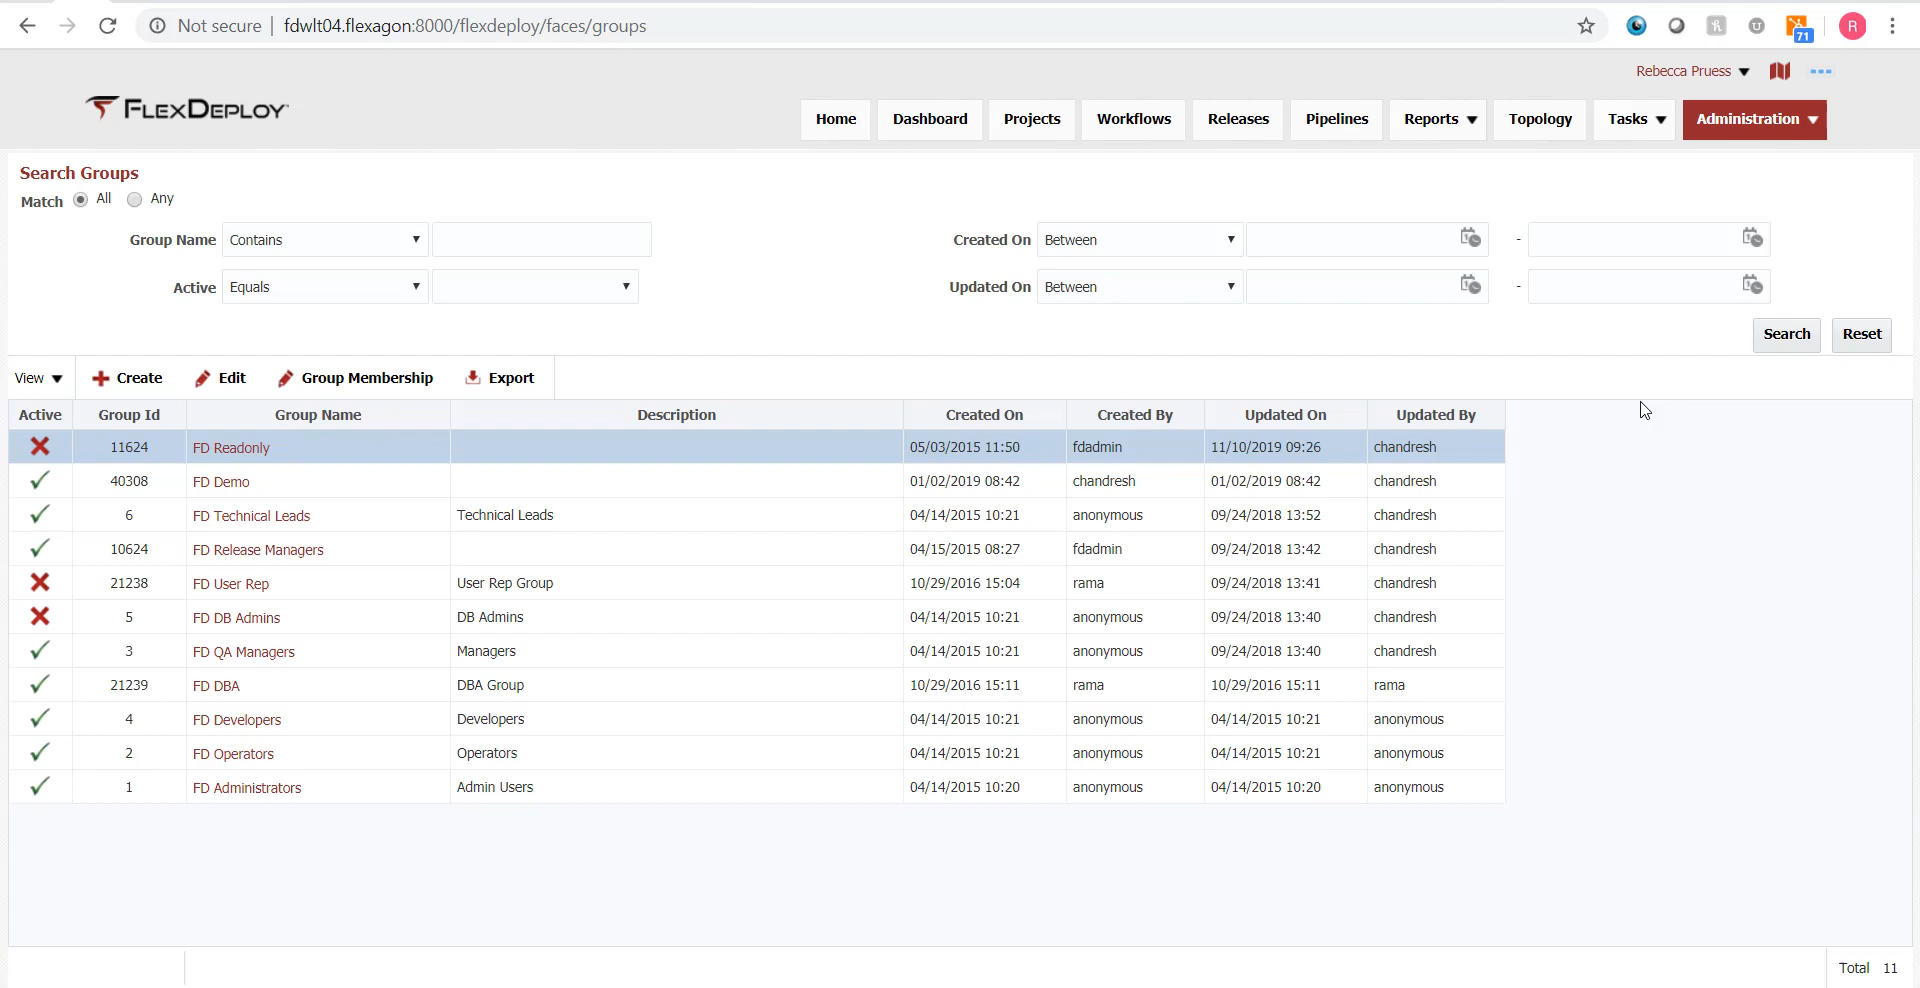 Not secure | fdwlt04.flexagon:8000/flexdeploy/faces/groups
71
R
Rebecca Pruess
FLEXDEPLOY
Home Dashboard Projects Workflows Releases Pipelines Reports Topology Tasks Administration
Search Groups
Match All Any
Group Name Contains Created On Between -
Active Equals Updated On Between -
Search Reset
View Create Edit Group Membership Export
Active Group Id Group Name Description Created On Created By Updated On Updated By
11624 FD Readonly 05/03/2015 11:50 fdadmin 11/10/2019 09:26 chandresh
40308 FD Demo 01/02/2019 08:42 chandresh 01/02/2019 08:42 chandresh
6 FD Technical Leads Technical Leads 04/14/2015 10:21 anonymous 09/24/2018 13:52 chandresh
10624 FD Release Managers 04/15/2015 08:27 fdadmin 09/24/2018 13:42 chandresh
21238 FD User Rep User Rep Group 10/29/2016 15:04 rama 09/24/2018 13:41 chandresh
5 FD DB Admins DB Admins 04/14/2015 10:21 anonymous 09/24/2018 13:40 chandresh
3 FD QA Managers Managers 04/14/2015 10:21 anonymous 09/24/2018 13:40 chandresh
21239 FD DBA DBA Group 10/29/2016 15:11 rama 10/29/2016 15:11 rama
4 FD Developers Developers 04/14/2015 10:21 anonymous 04/14/2015 10:21 anonymous
2 FD Operators Operators 04/14/2015 10:21 anonymous 04/14/2015 10:21 anonymous
1 FD Administrators Admin Users 04/14/2015 10:20 anonymous 04/14/2015 10:20 anonymous
Total 11